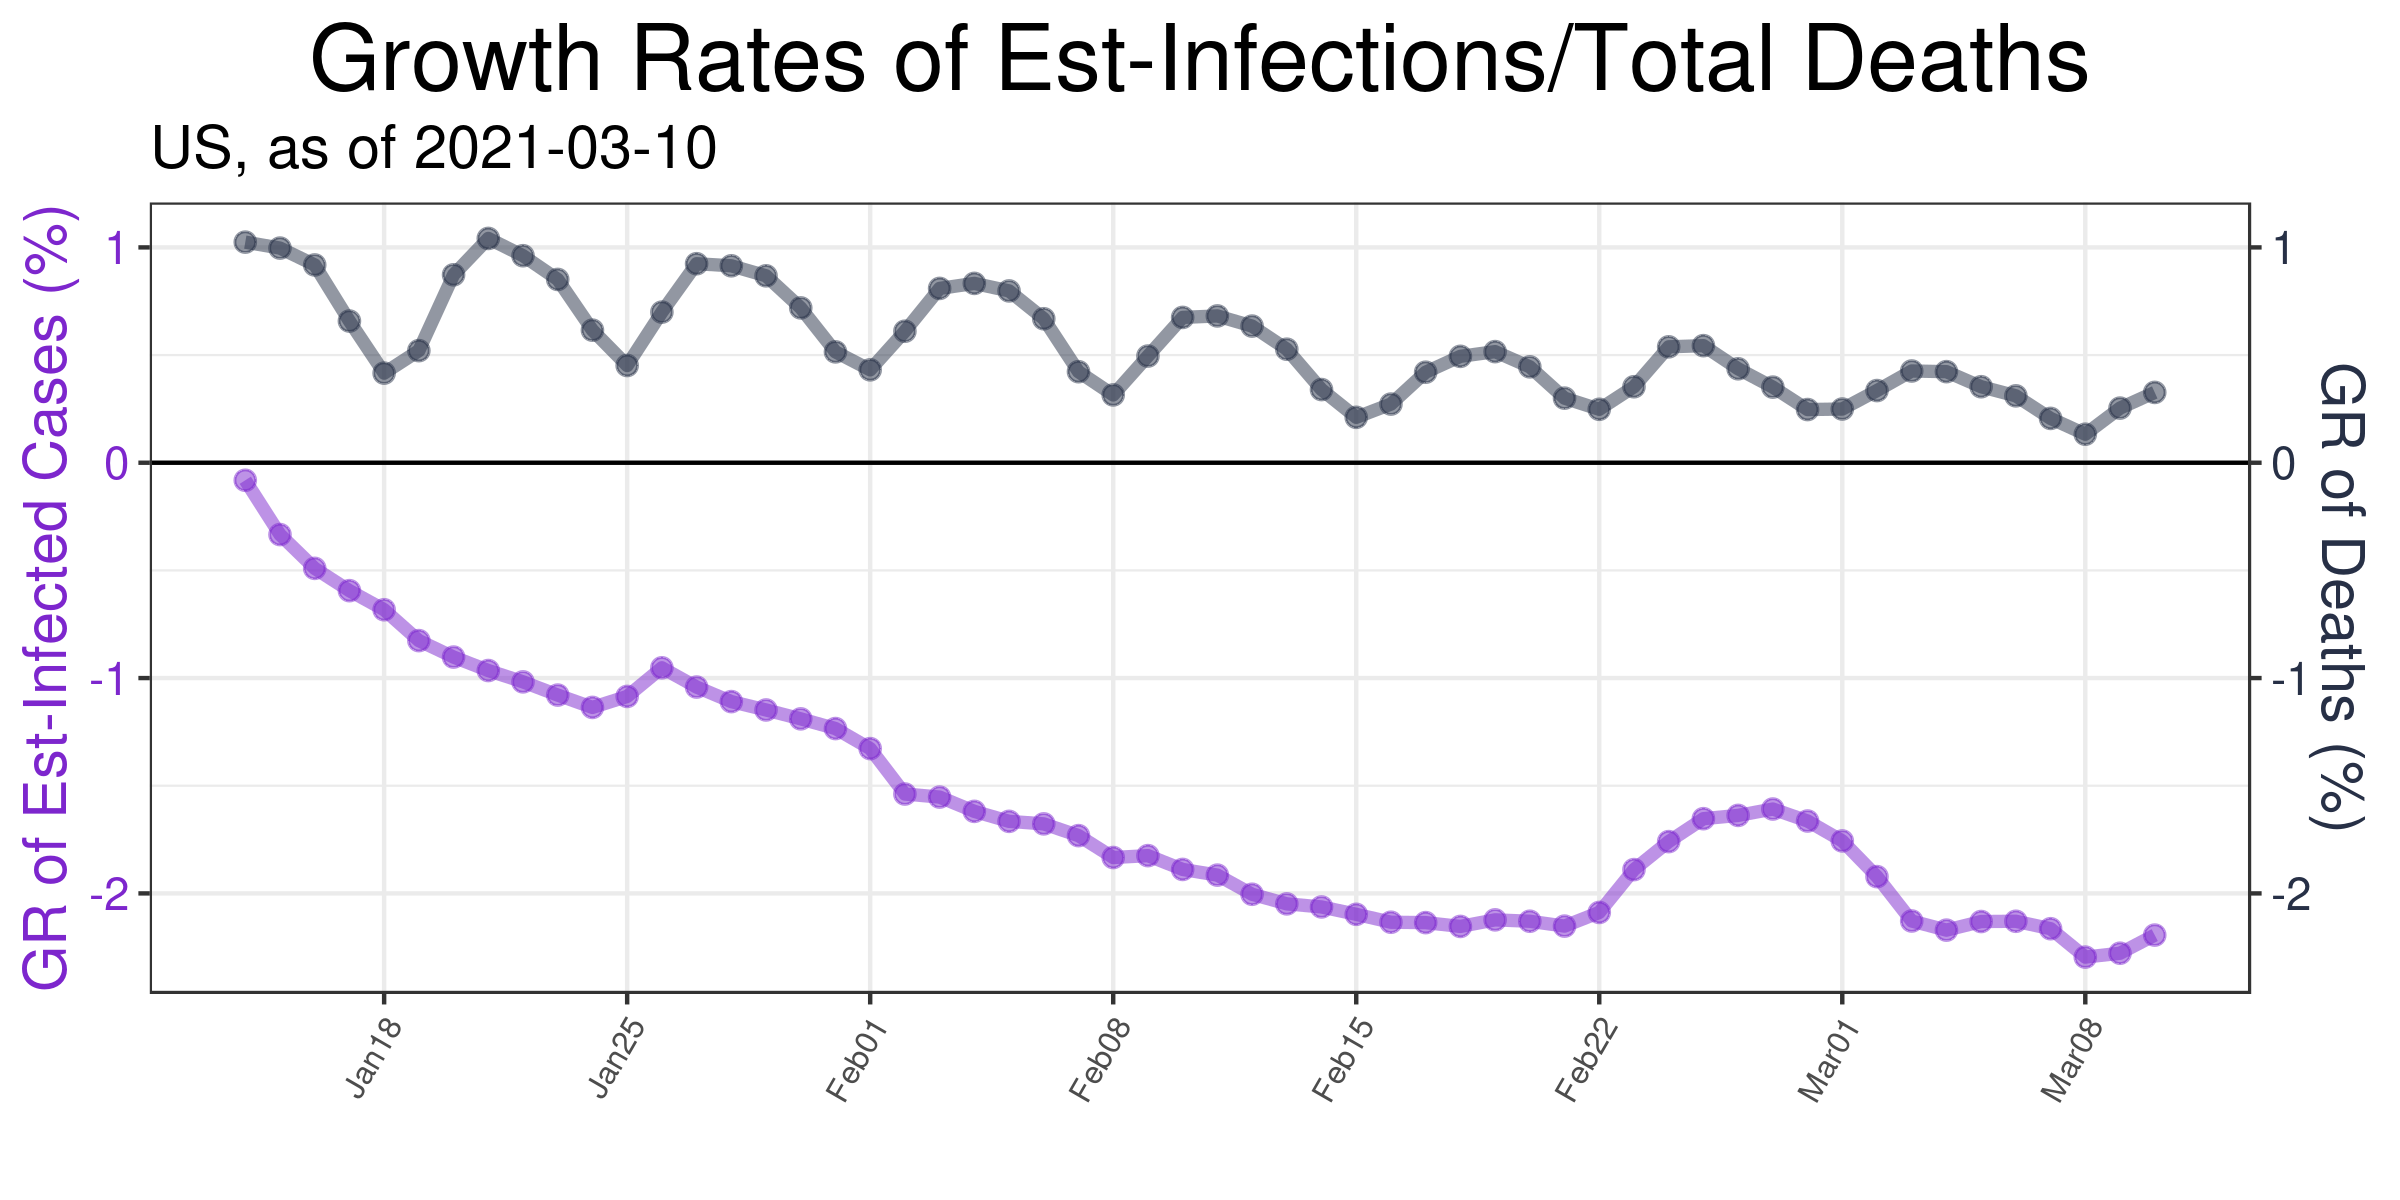 Growth Rates of Est-Infections/Total Deaths
US, as of 2021-03-10
GR of Est-Infected Cases (%)
1
0
-1
-2
1
0
-1
-2
GR of Deaths (%)
Jan18
Jan25
Feb01
Feb08
Feb15
Feb22
Mar01
Mar08